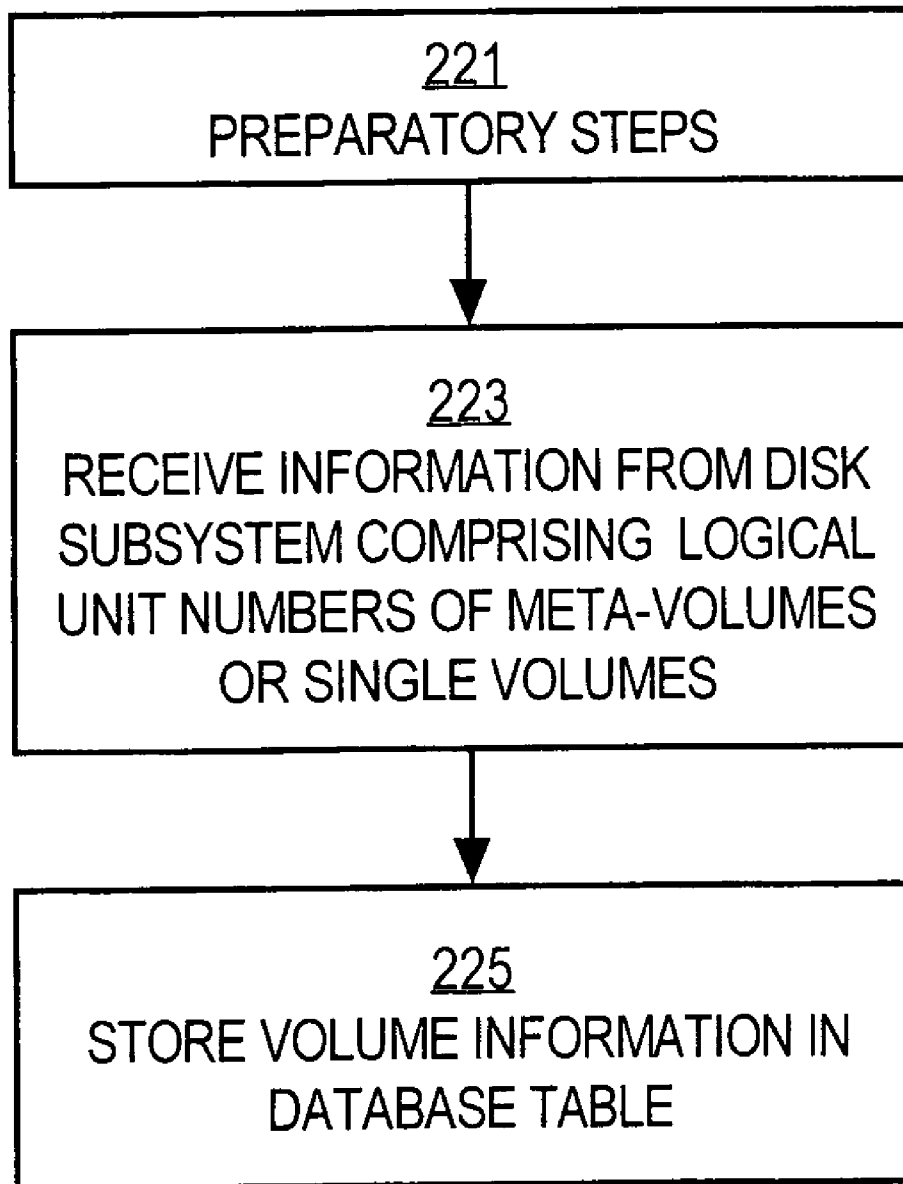 221
PREPARATORY STEPS
223
RECEIVE INFORMATION FROM DISK
SUBSYSTEM COMPRISING LOGICAL
UNIT NUMBERS OF META-VOLUMES
OR SINGLE VOLUMES
225
STORE VOLUME INFORMATION IN
DATABASE TABLE